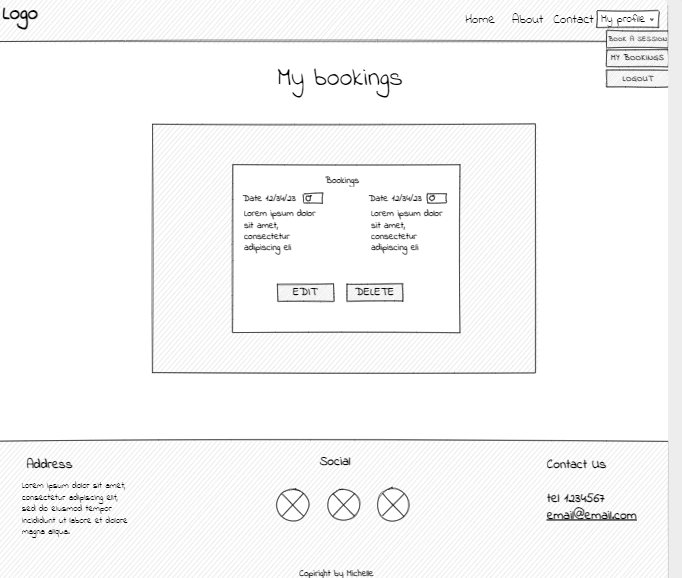 Logo
Home About Contact My profile
BOOK A SESSION
MY BOOKINGS
LOGOUT
My bookings
Bookings
Date 12/34/23
Lorem ipsum dolor
sit amet,
consectetur
adipiscing eli
Date 12/34/23
Lorem ipsum dolor
sit amet,
consectetur
adipiscing eli
EDIT DELETE
Address
Lorem ipsum dolor sit amet,
consectetur adipiscing elit,
sed do eiusmod tempor
incididunt ut labore et dolore
magna aliqua.
Social
Contact Us
tel 1234567
email@email.com
Copiright by Michelle